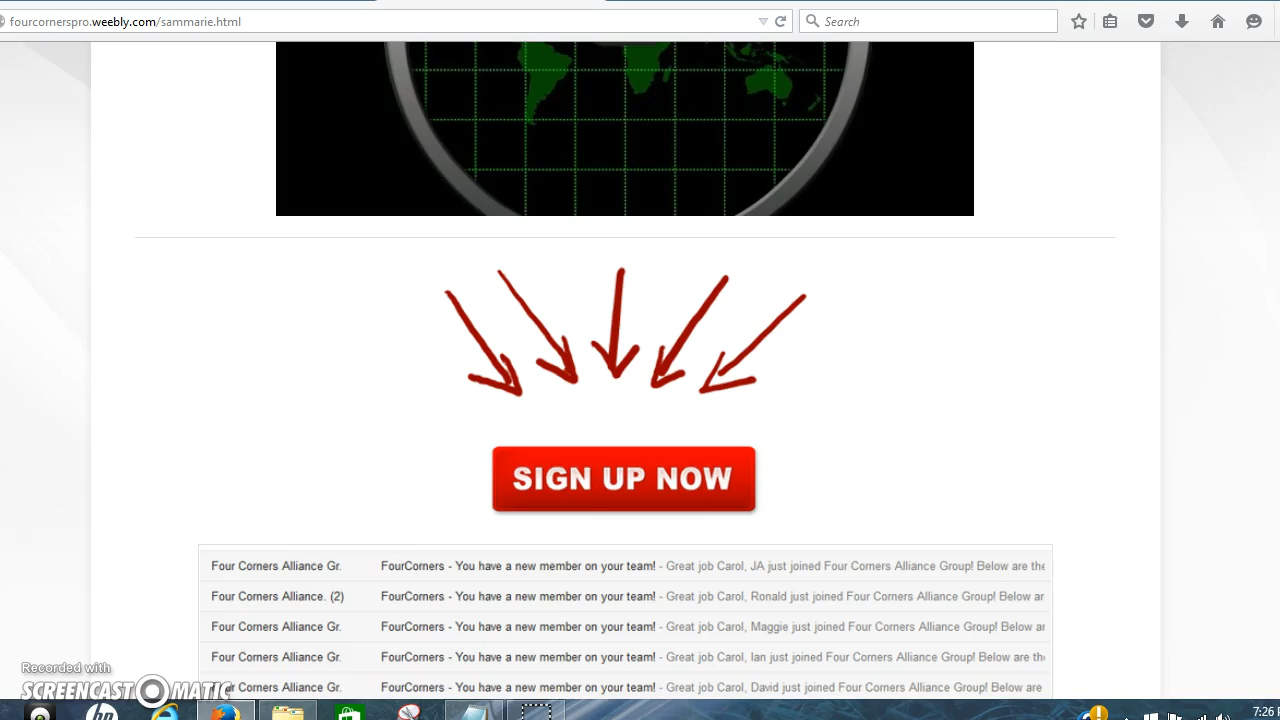 fourcornerspro.weebly.com/sammarie.html
Search
SIGN UP NOW
Four Corners Alliance Gr. FourCorners - You have a new member on your team! - Great job Carol, JA just joined Four Corners Alliance Group! Below are the
Four Corners Alliance. (2) FourCorners - You have a new member on your team! - Great job Carol, Ronald just joined Four Corners Alliance Group! Below ar
Four Corners Alliance Gr. FourCorners - You have a new member on your team! - Great job Carol, Maggie just joined Four Corners Alliance Group! Below ar
Four Corners Alliance Gr. FourCorners - You have a new member on your team! - Great job Carol, Ian just joined Four Corners Alliance Group! Below are the
Four Corners Alliance Gr. FourCorners - You have a new member on your team! - Great job Carol, David just joined Four Corners Alliance Group! Below are
Recorded with
SCREENCAST MATIC
hp
7:26